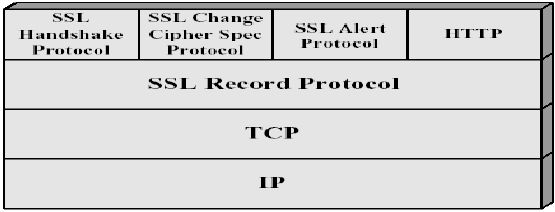 SSL
Handshake
Protocol
SSL Change
Cipher Spec
Protocol
SSL Alert
Protocol
HTTP
SSL Record Protocol
TCP
IP